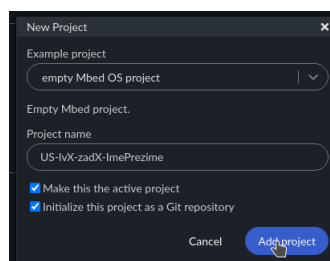 New Project
Example project
empty Mbed OS project
Empty Mbed project.
Project name
US-lvX-zadX-ImePrezime
Make this the active project
Initialize this project as a Git repository
Cancel
Add project